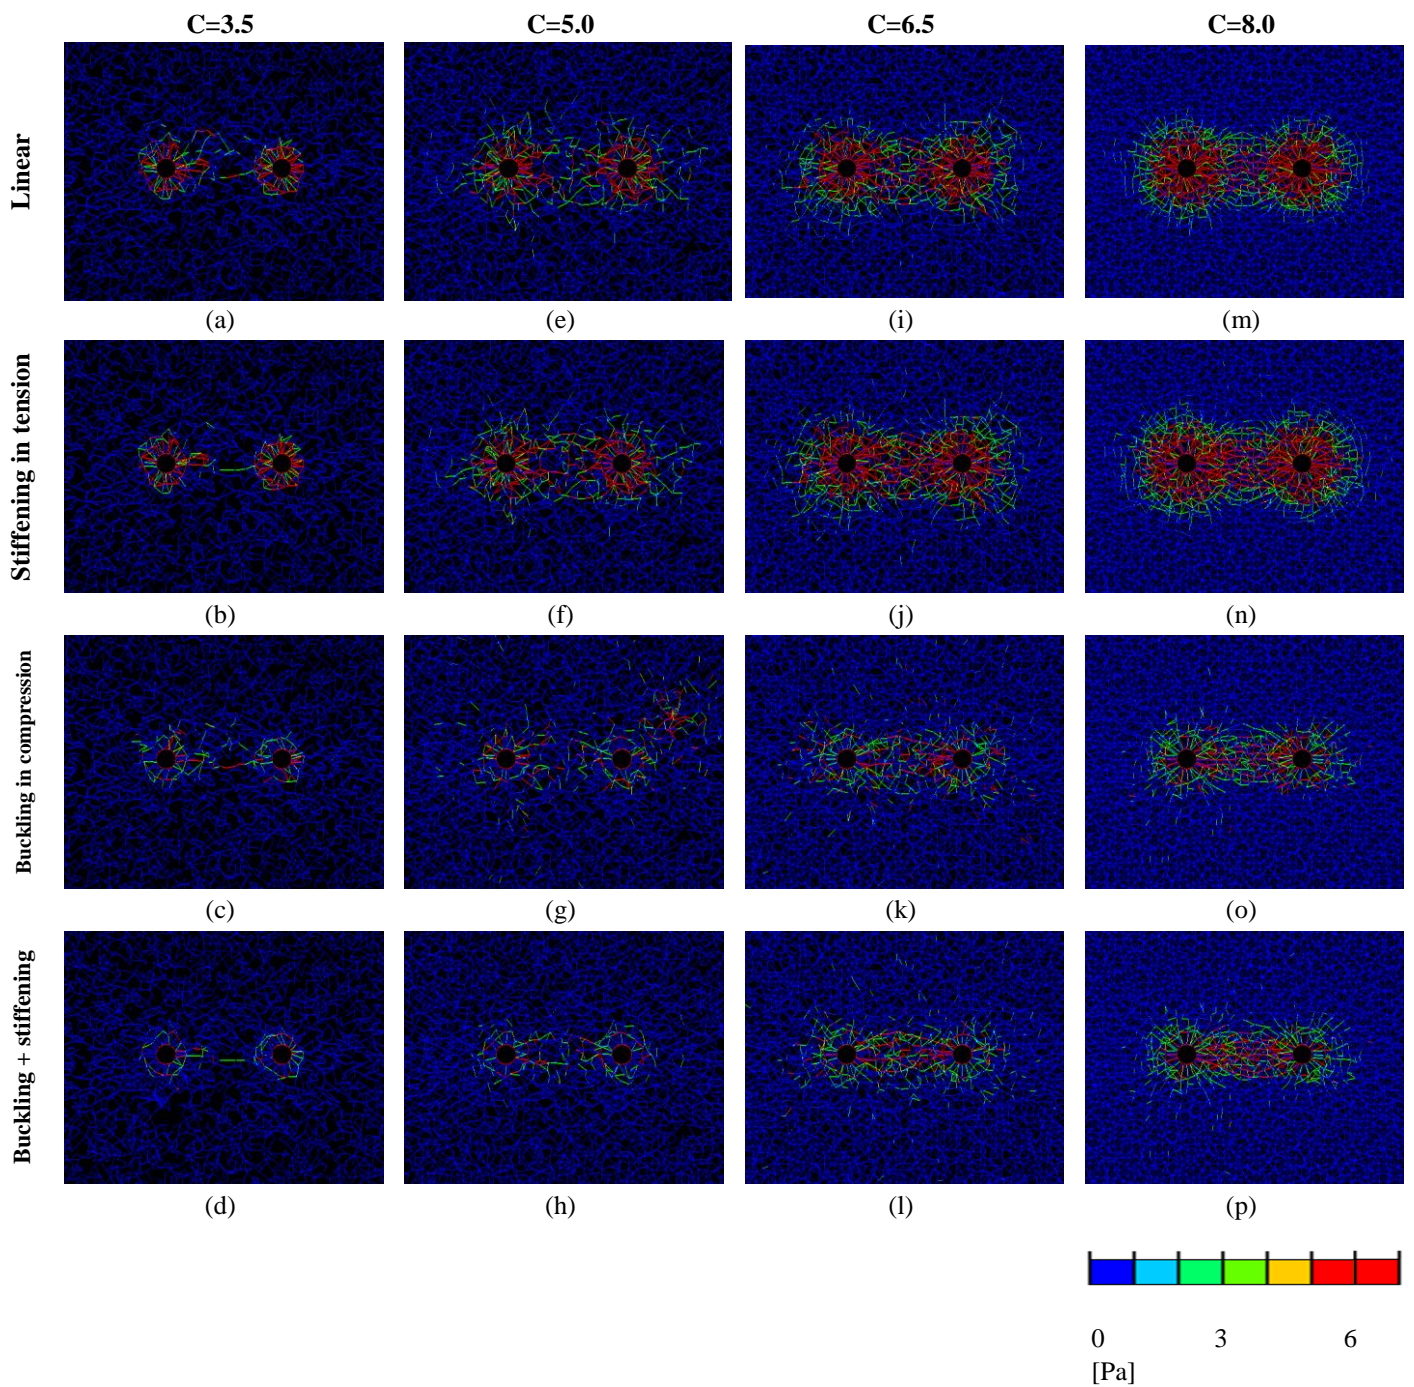 C=3.5 C=5.0 C=6.5 C=8.0
Linear
(a) (e) (i) (m)
Stiffening in tension
(b) (f) (j) (n)
Buckling in compression
(c) (g) (k) (o)
Buckling + stiffening
(d) (h) (l) (p)
0 3 6
[Pa]